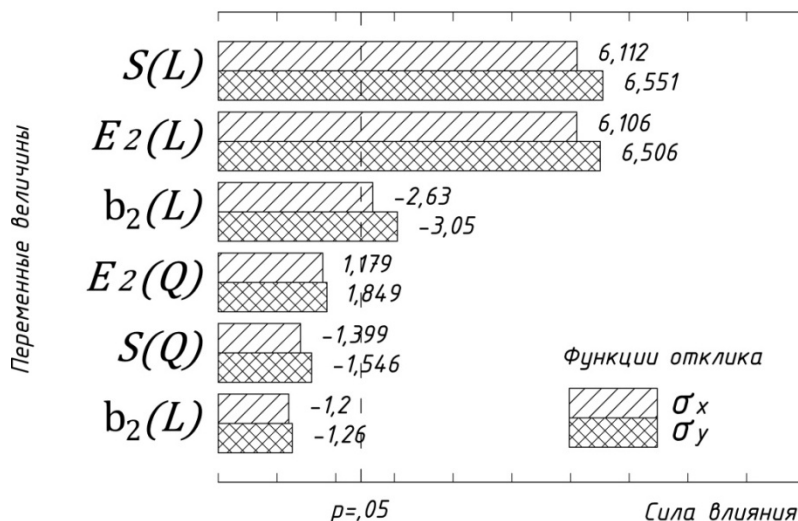 Переменные величины
S(L)
6,112
6,551
E2(L)
6,106
6,506
b₂(L)
-2,63
-3,05
E2(Q)
1,179
1,849
S(Q)
-1,399
-1,546
b₂(L)
-1,2
-1,26
Функции отклика
σx
σy
p=,05
Сила влияния